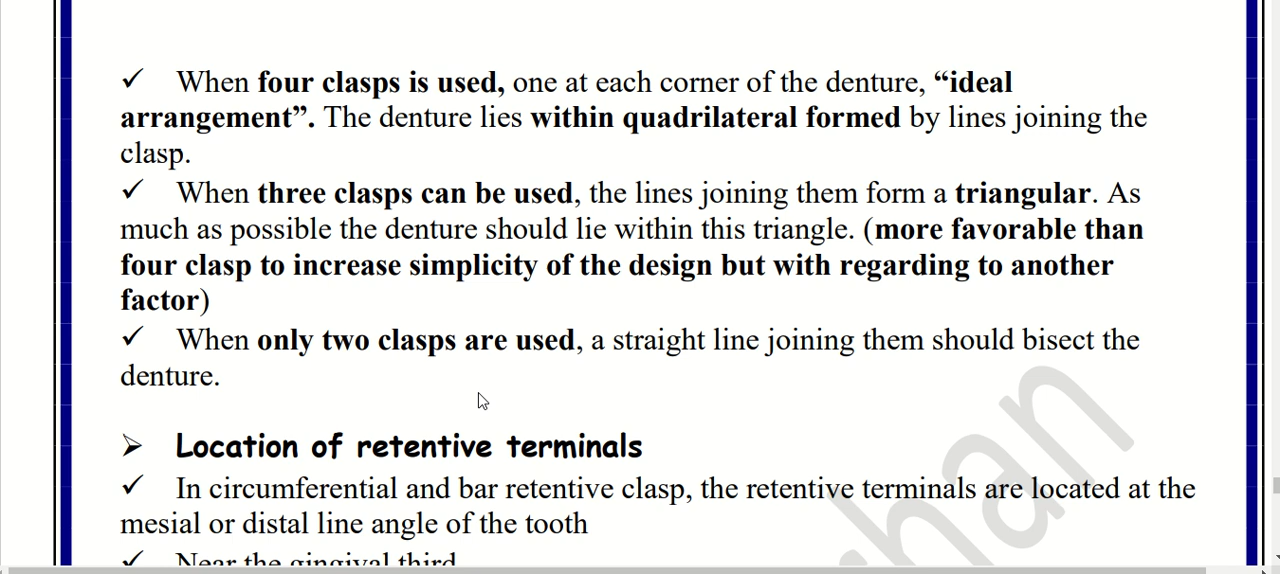 ✓ When four clasps is used, one at each corner of the denture, “ideal
arrangement”. The denture lies within quadrilateral formed by lines joining the
clasp.
✓ When three clasps can be used, the lines joining them form a triangular. As
much as possible the denture should lie within this triangle. (more favorable than
four clasp to increase simplicity of the design but with regarding to another
factor)
✓ When only two clasps are used, a straight line joining them should bisect the
denture.
➢ Location of retentive terminals
✓ In circumferential and bar retentive clasp, the retentive terminals are located at the
mesial or distal line angle of the tooth
✓ Near the gingival third